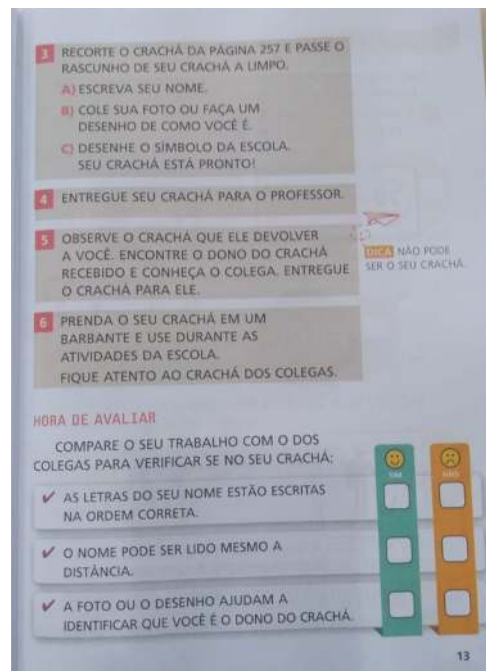 3 RECORTE O CRACHÁ DA PÁGINA 257 E PASSE O
RASCUNHO DE SEU CRACHÁ A LIMPO.
A) ESCREVA SEU NOME.
B) COLE SUA FOTO OU FAÇA UM
DESENHO DE COMO VOCÊ É.
C) DESENHE O SÍMBOLO DA ESCOLA.
SEU CRACHÁ ESTÁ PRONTO!
4 ENTREGUE SEU CRACHÁ PARA O PROFESSOR.
5 OBSERVE O CRACHÁ QUE ELE DEVOLVER
A VOCÊ. ENCONTRE O DONO DO CRACHÁ
RECEBIDO E CONHEÇA O COLEGA. ENTREGUE
O CRACHÁ PARA ELE.
DICA NÃO PODE
SER O SEU CRACHÁ.
6 PRENDA O SEU CRACHÁ EM UM
BARBANTE E USE DURANTE AS
ATIVIDADES DA ESCOLA.
FIQUE ATENTO AO CRACHÁ DOS COLEGAS.
HORA DE AVALIAR
COMPARE O SEU TRABALHO COM O DOS
COLEGAS PARA VERIFICAR SE NO SEU CRACHÁ:
SIM NÃO
✔ AS LETRAS DO SEU NOME ESTÃO ESCRITAS
NA ORDEM CORRETA.
✔ O NOME PODE SER LIDO MESMO A
DISTÂNCIA.
✔ A FOTO OU O DESENHO AJUDAM A
IDENTIFICAR QUE VOCÊ É O DONO DO CRACHÁ.
13